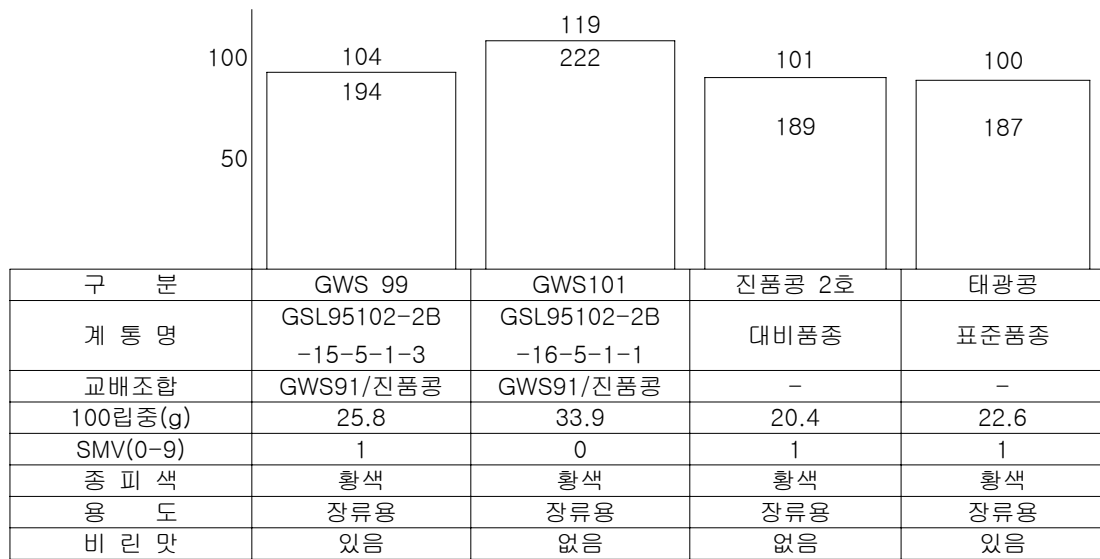 119
100 104 222 101 100
194
189 187
50
구 분 GWS 99 GWS101 진품콩 2호 태광콩
계 통 명 GSL95102-2B GSL95102-2B 대비품종 표준품종
-15-5-1-3 -16-5-1-1
교배조합 GWS91/진품콩 GWS91/진품콩 - -
100립중(g) 25.8 33.9 20.4 22.6
SMV(0-9) 1 0 1 1
종 피 색 황색 황색 황색 황색
용 도 장류용 장류용 장류용 장류용
비 린 맛 있음 없음 없음 있음